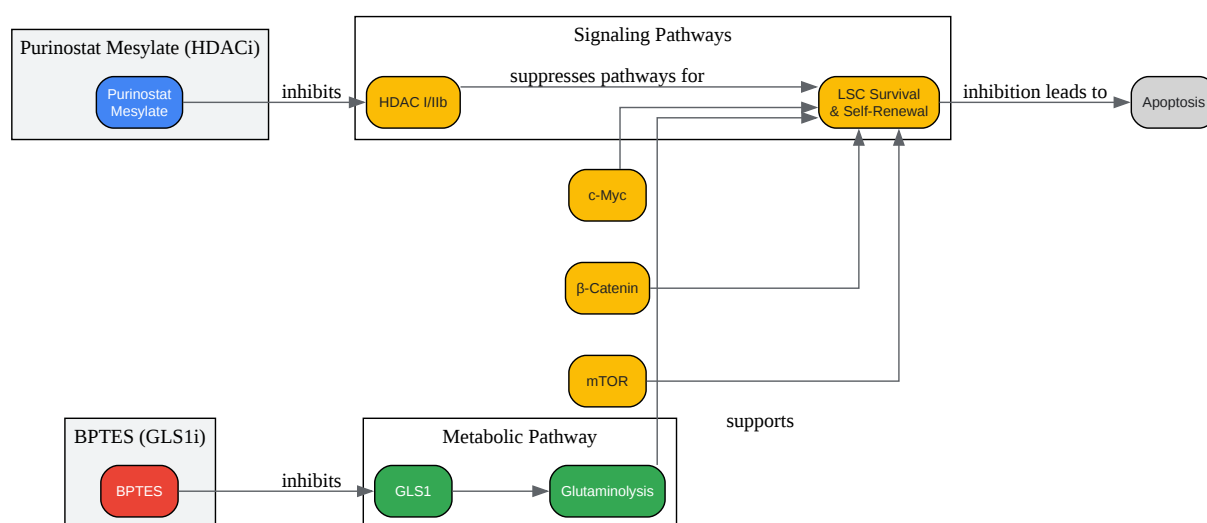 Purinostat Mesylate (HDACi)
Purinostat
Mesylate
inhibits
Signaling Pathways
HDAC I/IIb
suppresses pathways for
LSC Survival
& Self-Renewal
inhibition leads to
Apoptosis
c-Myc
β-Catenin
mTOR
supports
BPTES (GLS1i)
BPTES
inhibits
Metabolic Pathway
GLS1
Glutaminolysis